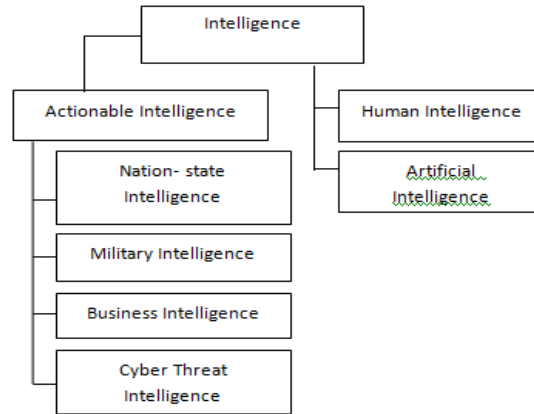 Intelligence
Actionable Intelligence
Human Intelligence
Nation- state
Intelligence
Artificial
Intelligence
Military Intelligence
Business Intelligence
Cyber Threat
Intelligence